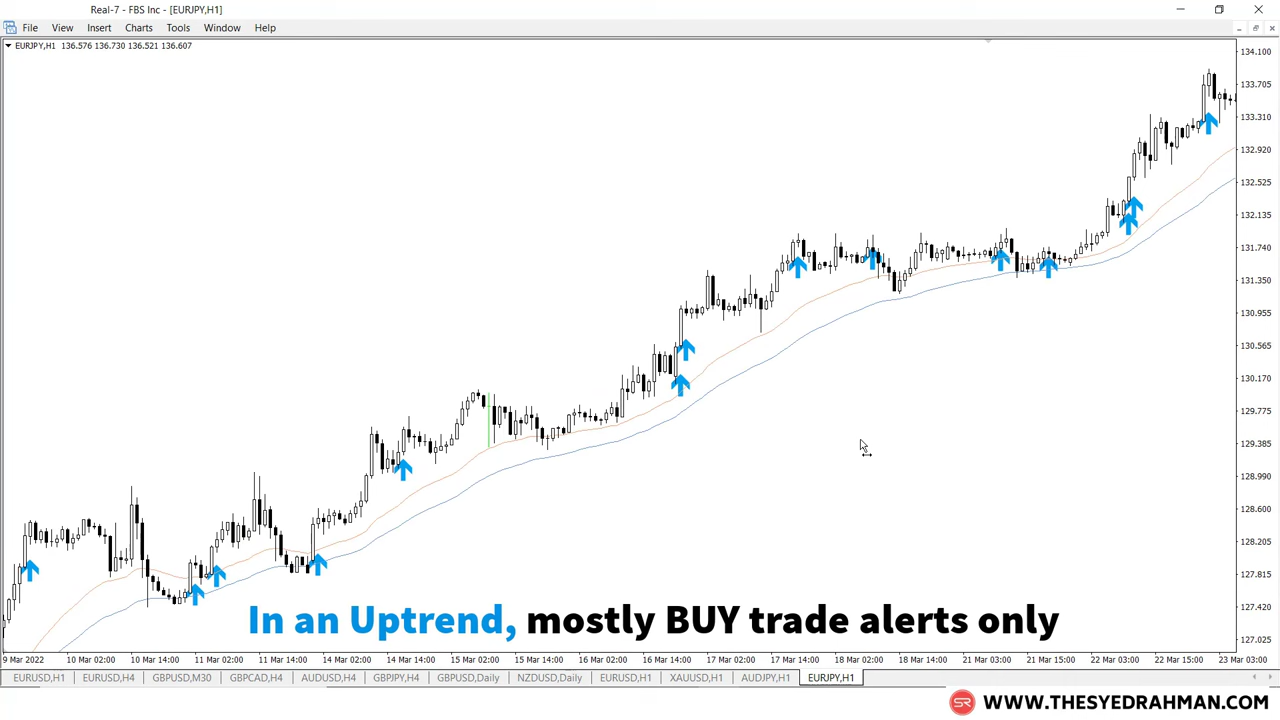 Real-7 - FBS Inc - [EURJPY,H1]
File View Insert Charts Tools Window Help
EURJPY,H1 136.576 136.730 136.521 136.607
134.100
133.705
133.310
132.920
132.525
132.135
131.740
131.350
130.955
130.565
130.170
129.775
129.385
128.990
128.600
128.205
127.815
127.420
127.025
In an Uptrend, mostly BUY trade alerts only
9 Mar 2022 10 Mar 02:00 10 Mar 14:00 11 Mar 02:00 11 Mar 14:00 14 Mar 02:00 14 Mar 14:00 15 Mar 02:00 15 Mar 14:00 16 Mar 02:00 16 Mar 14:00 17 Mar 02:00 17 Mar 14:00 18 Mar 02:00 18 Mar 14:00 21 Mar 03:00 21 Mar 15:00 22 Mar 03:00 22 Mar 15:00 23 Mar 03:00
EURUSD,H1 EURUSD,H4 GBPUSD,M30 GBPCAD,H4 AUDUSD,H4 GBPJPY,H4 GBPUSD,Daily NZDUSD,Daily EURUSD,H1 XAUUSD,H1 AUDJPY,H1 EURJPY,H1
SR WWW.THESYEDRAHMAN.COM